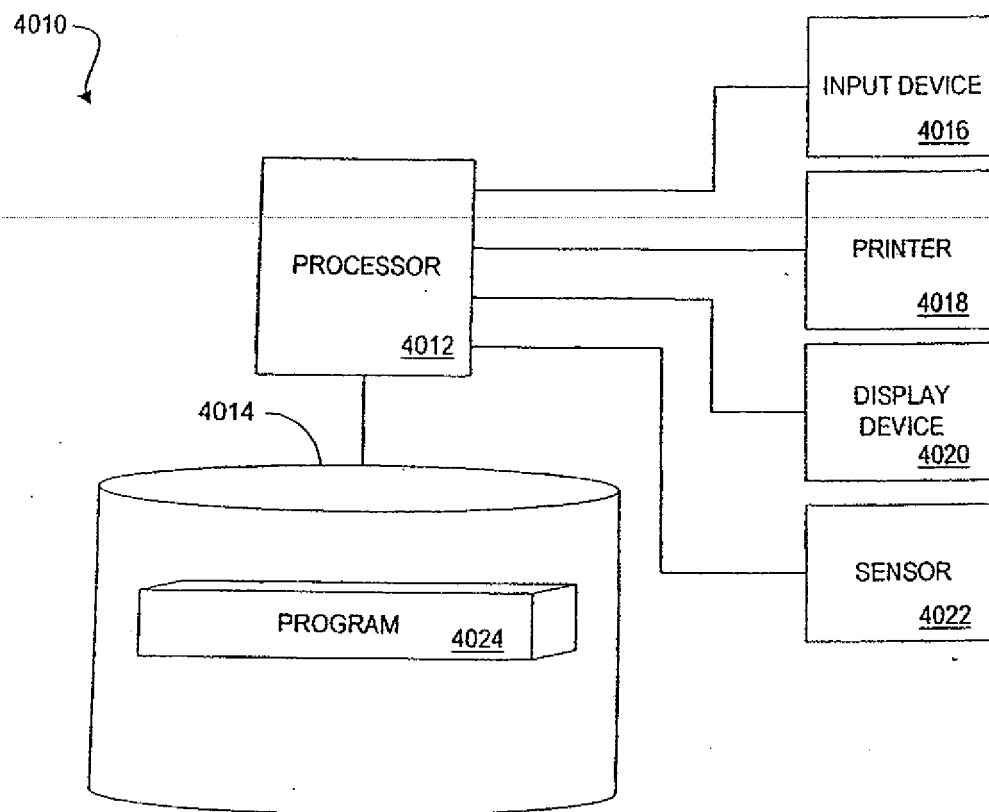 4010
INPUT DEVICE
4016
PROCESSOR
4012
PRINTER
4018
DISPLAY
DEVICE
4020
4014
SENSOR
4022
PROGRAM
4024